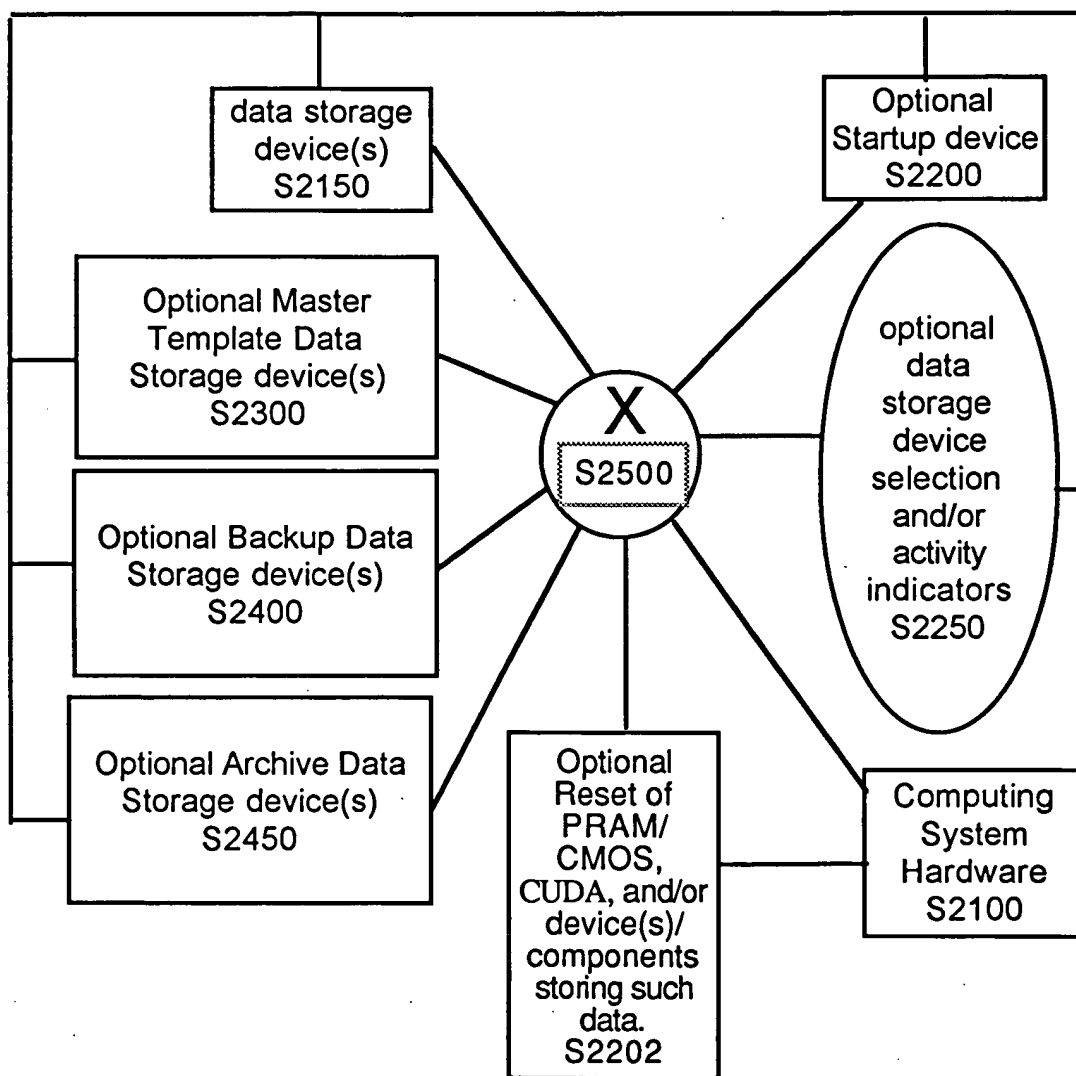 data storage
device(s)
S2150
Optional
Startup device
S2200
Optional Master
Template Data
Storage device(s)
S2300
optional
data
storage
device
selection
and/or
activity
indicators
S2250
X
S2500
Optional Backup Data
Storage device(s)
S2400
Optional Archive Data
Storage device(s)
S2450
Optional
Reset of
PRAM/
CMOS,
CUDA, and/or
device(s)/
components
storing such
data.
S2202
Computing
System
Hardware
S2100